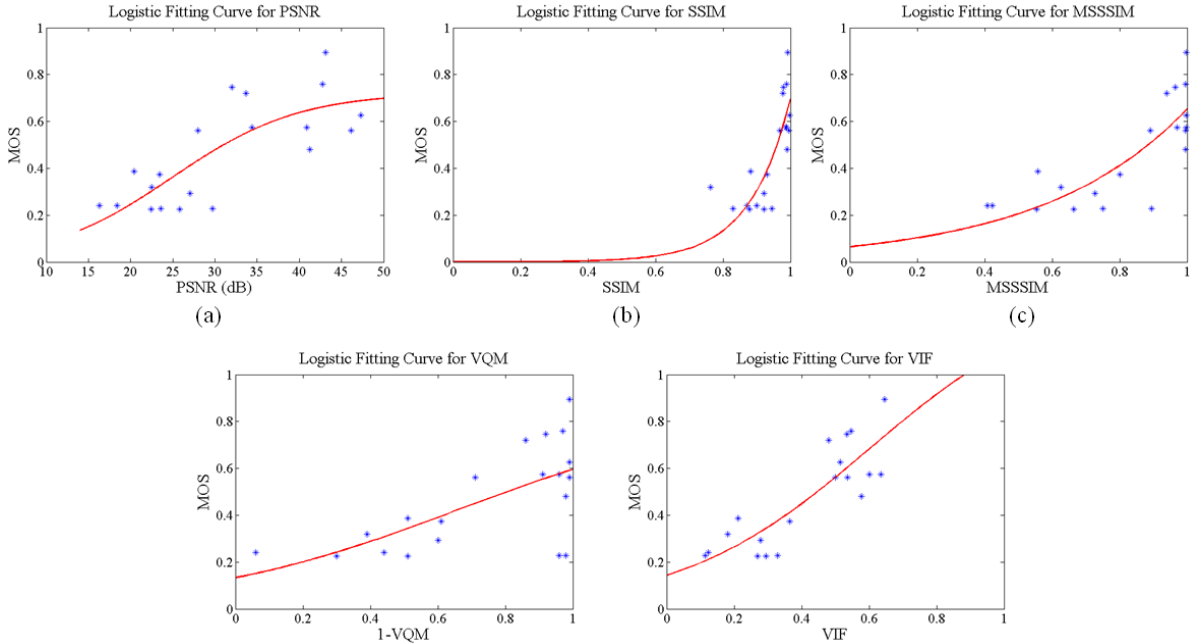 Logistic Fitting Curve for PSNR
1
0.8
0.6
0.4
0.2
0
MOS
10 15 20 25 30 35 40 45 50
PSNR (dB)
(a)
Logistic Fitting Curve for SSIM
1
0.8
0.6
0.4
0.2
0
MOS
0 0.2 0.4 0.6 0.8 1
SSIM
(b)
Logistic Fitting Curve for MSSSIM
1
0.8
0.6
0.4
0.2
0
MOS
0 0.2 0.4 0.6 0.8 1
MSSSIM
(c)
Logistic Fitting Curve for VQM
1
0.8
0.6
0.4
0.2
0
MOS
0 0.2 0.4 0.6 0.8 1
1-VQM
Logistic Fitting Curve for VIF
1
0.8
0.6
0.4
0.2
0
MOS
0 0.2 0.4 0.6 0.8 1
VIF